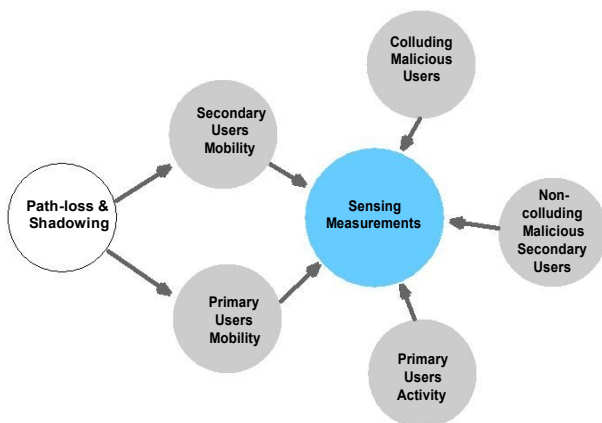 Colluding
Malicious
Users
Secondary
Users
Mobility
Path-loss &
Shadowing
Sensing
Measurements
Non-
colluding
Malicious
Secondary
Users
Primary
Users
Mobility
Primary
Users
Activity